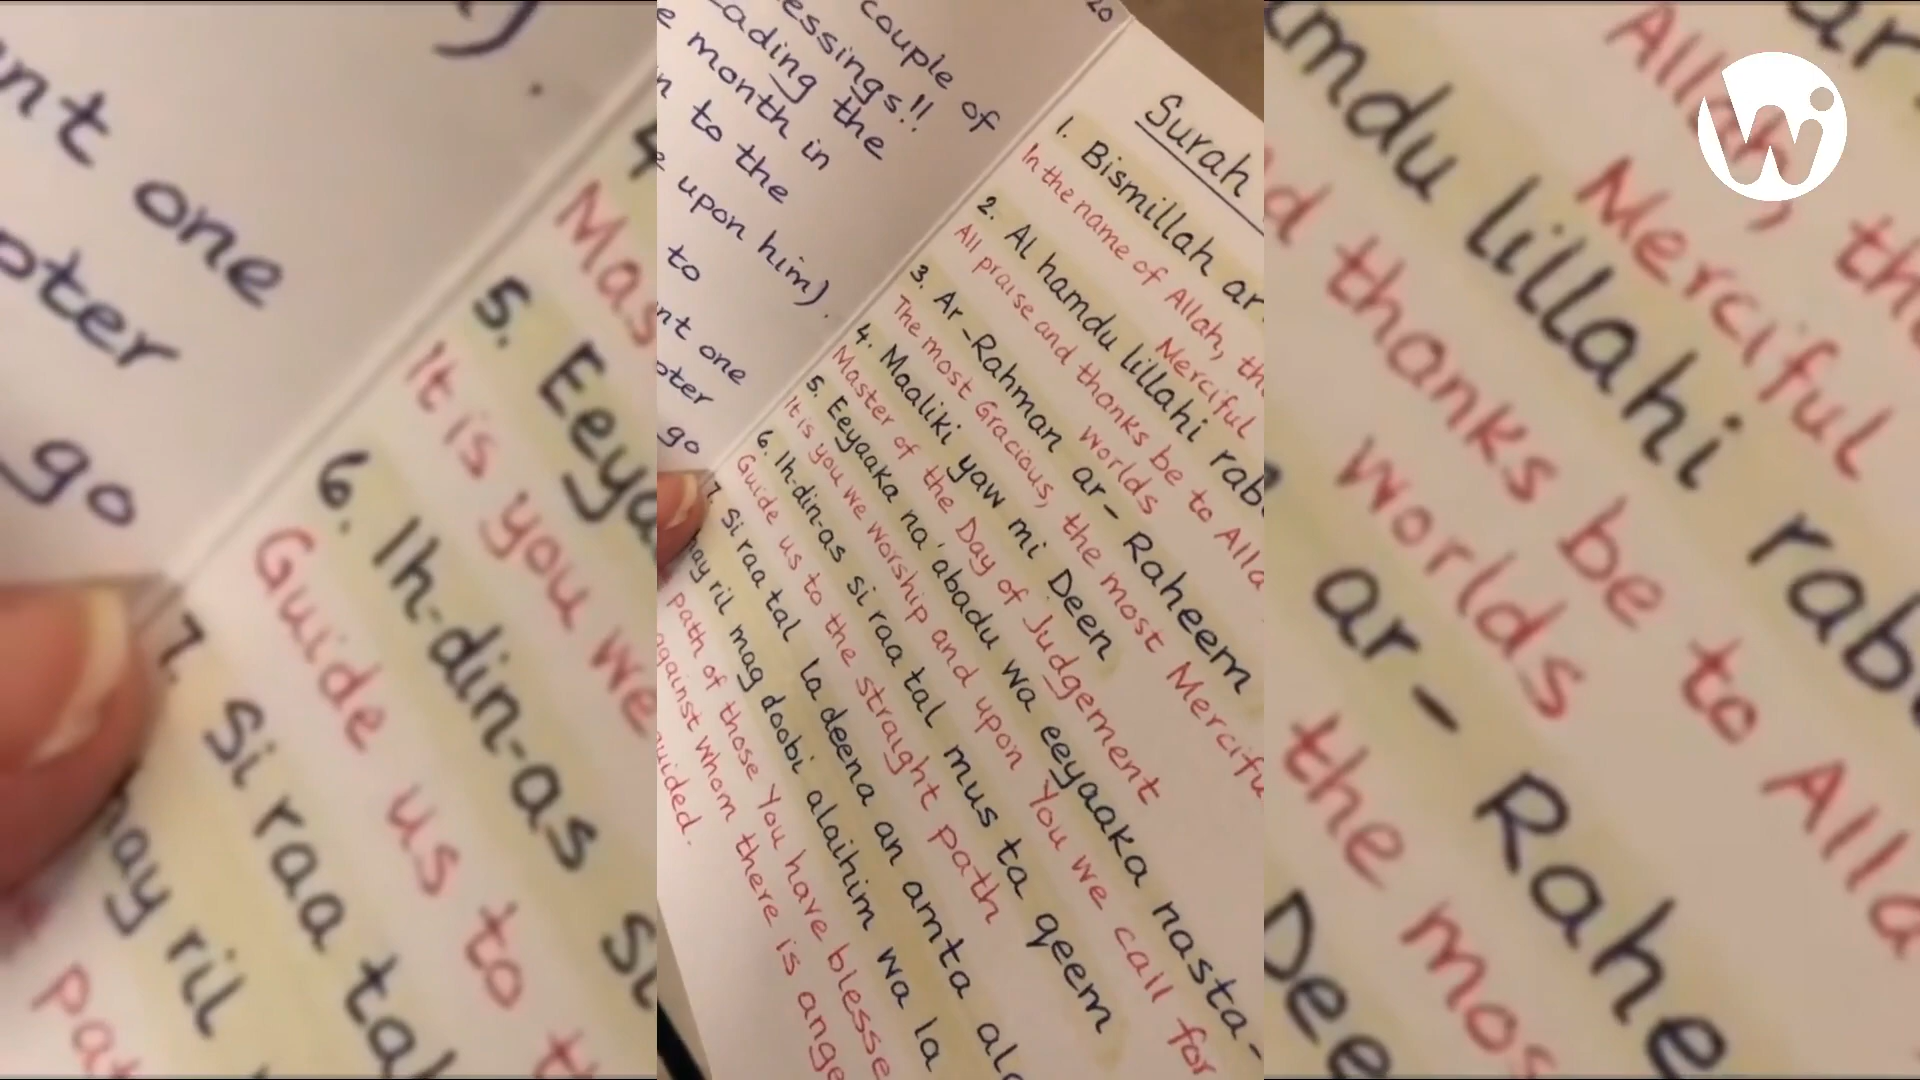 couple of
essings!!
eading the
e month in
n to the
e upon him).
to
nt one
pter
go
20
Surah
1. Bismillah ar
In the name of Allah, th
Merciful
2. Al hamdu lillahi rab
All praise and thanks be to Alla
worlds
3. Ar-Rahman ar-Raheem
The most Gracious, the most Mercifu
4. Maaliki yaw mi Deen
Master of the Day of Judgement
5. Eeyaaka na'abadu wa eeyaaka nasta-
It is you we worship and upon You we call for
6. Ih-din-as si raa tal mus ta qeem
Guide us to the straight path
7. Si raa tal la deena an amta ala
hay ril mag doobi alaihim wa la
path of those You have blesse
against whom there is ange
uided.
W